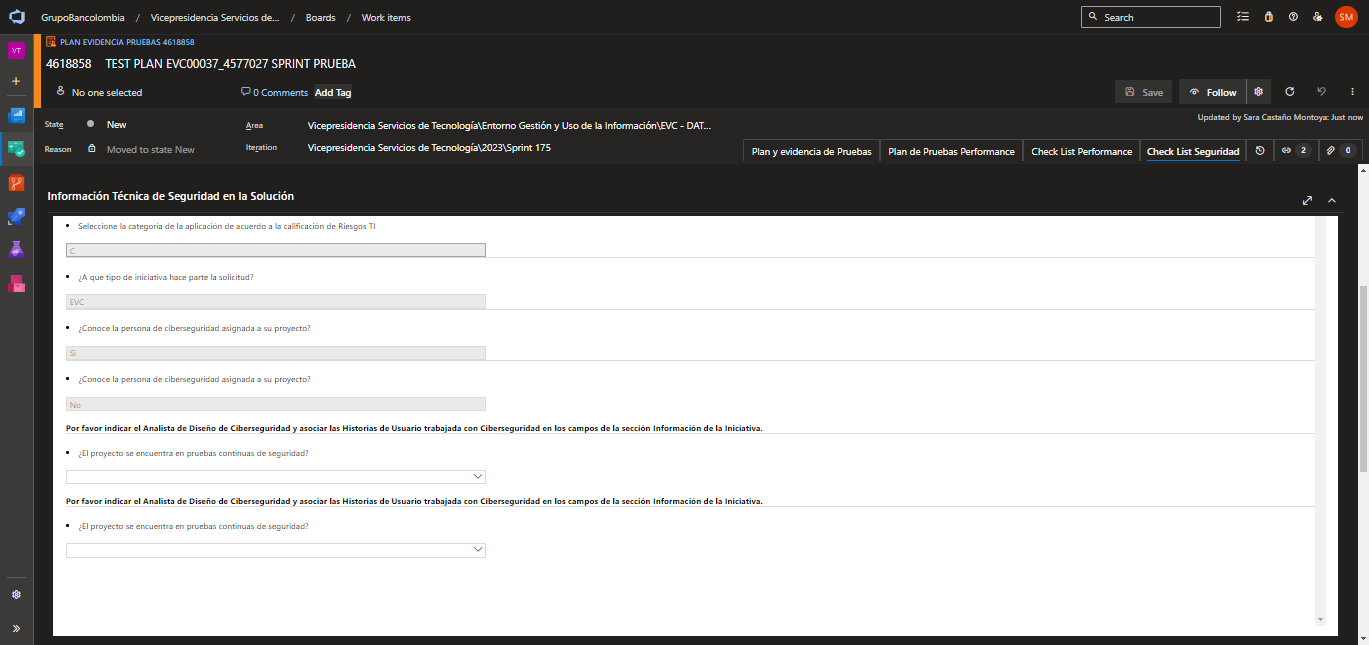 GrupoBancolombia / Vicepresidencia Servicios de... / Boards / Work items
Search
SM
VT
PLAN EVIDENCIA PRUEBAS 4618858
4618858 TEST PLAN EVC00037_4577027 SPRINT PRUEBA
No one selected
0 Comments
Add Tag
Save
Follow
State
New
Area
Vicepresidencia Servicios de Tecnología\Entorno Gestión y Uso de la Información\EVC - DAT...
Updated by Sara Castaño Montoya: Just now
Reason
Moved to state New
Iteration
Vicepresidencia Servicios de Tecnología\2023\Sprint 175
Plan y evidencia de Pruebas
Plan de Pruebas Performance
Check List Performance
Check List Seguridad
2
0
Información Técnica de Seguridad en la Solución
• Seleccione la categoria de la aplicación de acuerdo a la calificación de Riesgos TI
C
• ¿A que tipo de iniciativa hace parte la solicitud?
EVC
• ¿Conoce la persona de ciberseguridad asignada a su proyecto?
Si
• ¿Conoce la persona de ciberseguridad asignada a su proyecto?
No
Por favor indicar el Analista de Diseño de Ciberseguridad y asociar las Historias de Usuario trabajada con Ciberseguridad en los campos de la sección Información de la Iniciativa.
• ¿El proyecto se encuentra en pruebas continuas de seguridad?
Por favor indicar el Analista de Diseño de Ciberseguridad y asociar las Historias de Usuario trabajada con Ciberseguridad en los campos de la sección Información de la Iniciativa.
• ¿El proyecto se encuentra en pruebas continuas de seguridad?